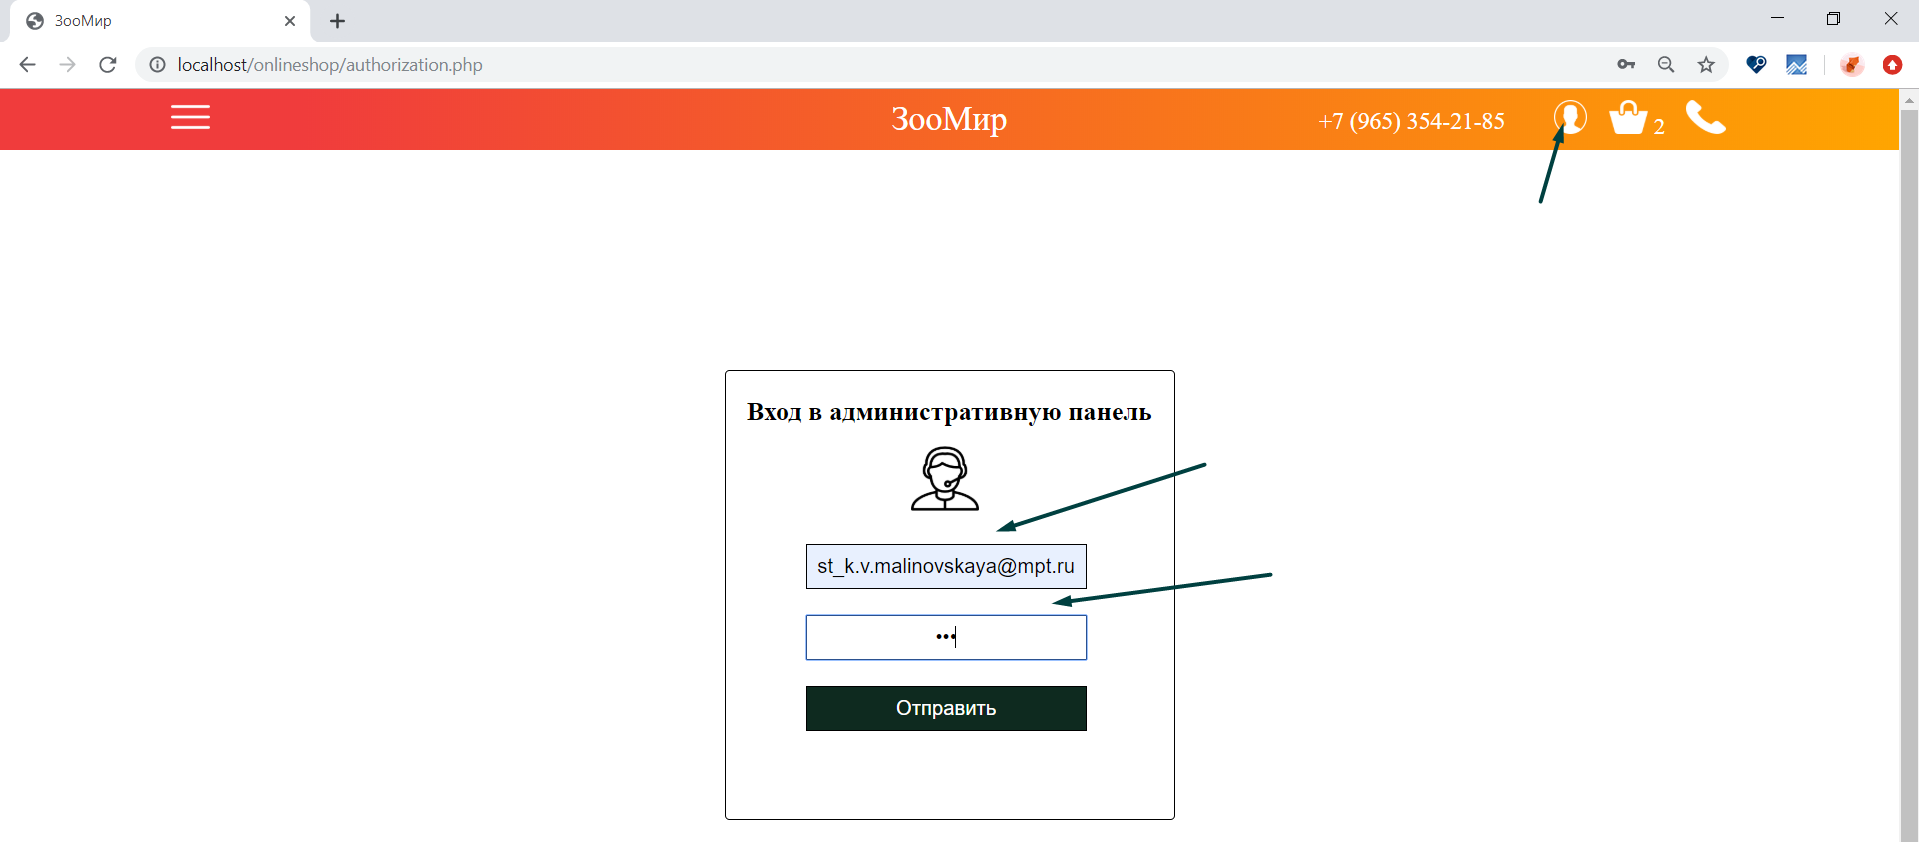 ЗооМир
localhost/onlineshop/authorization.php
ЗооМир
+7 (965) 354-21-85
2
Вход в административную панель
st_k.v.malinovskaya@mpt.ru
•••
Отправить